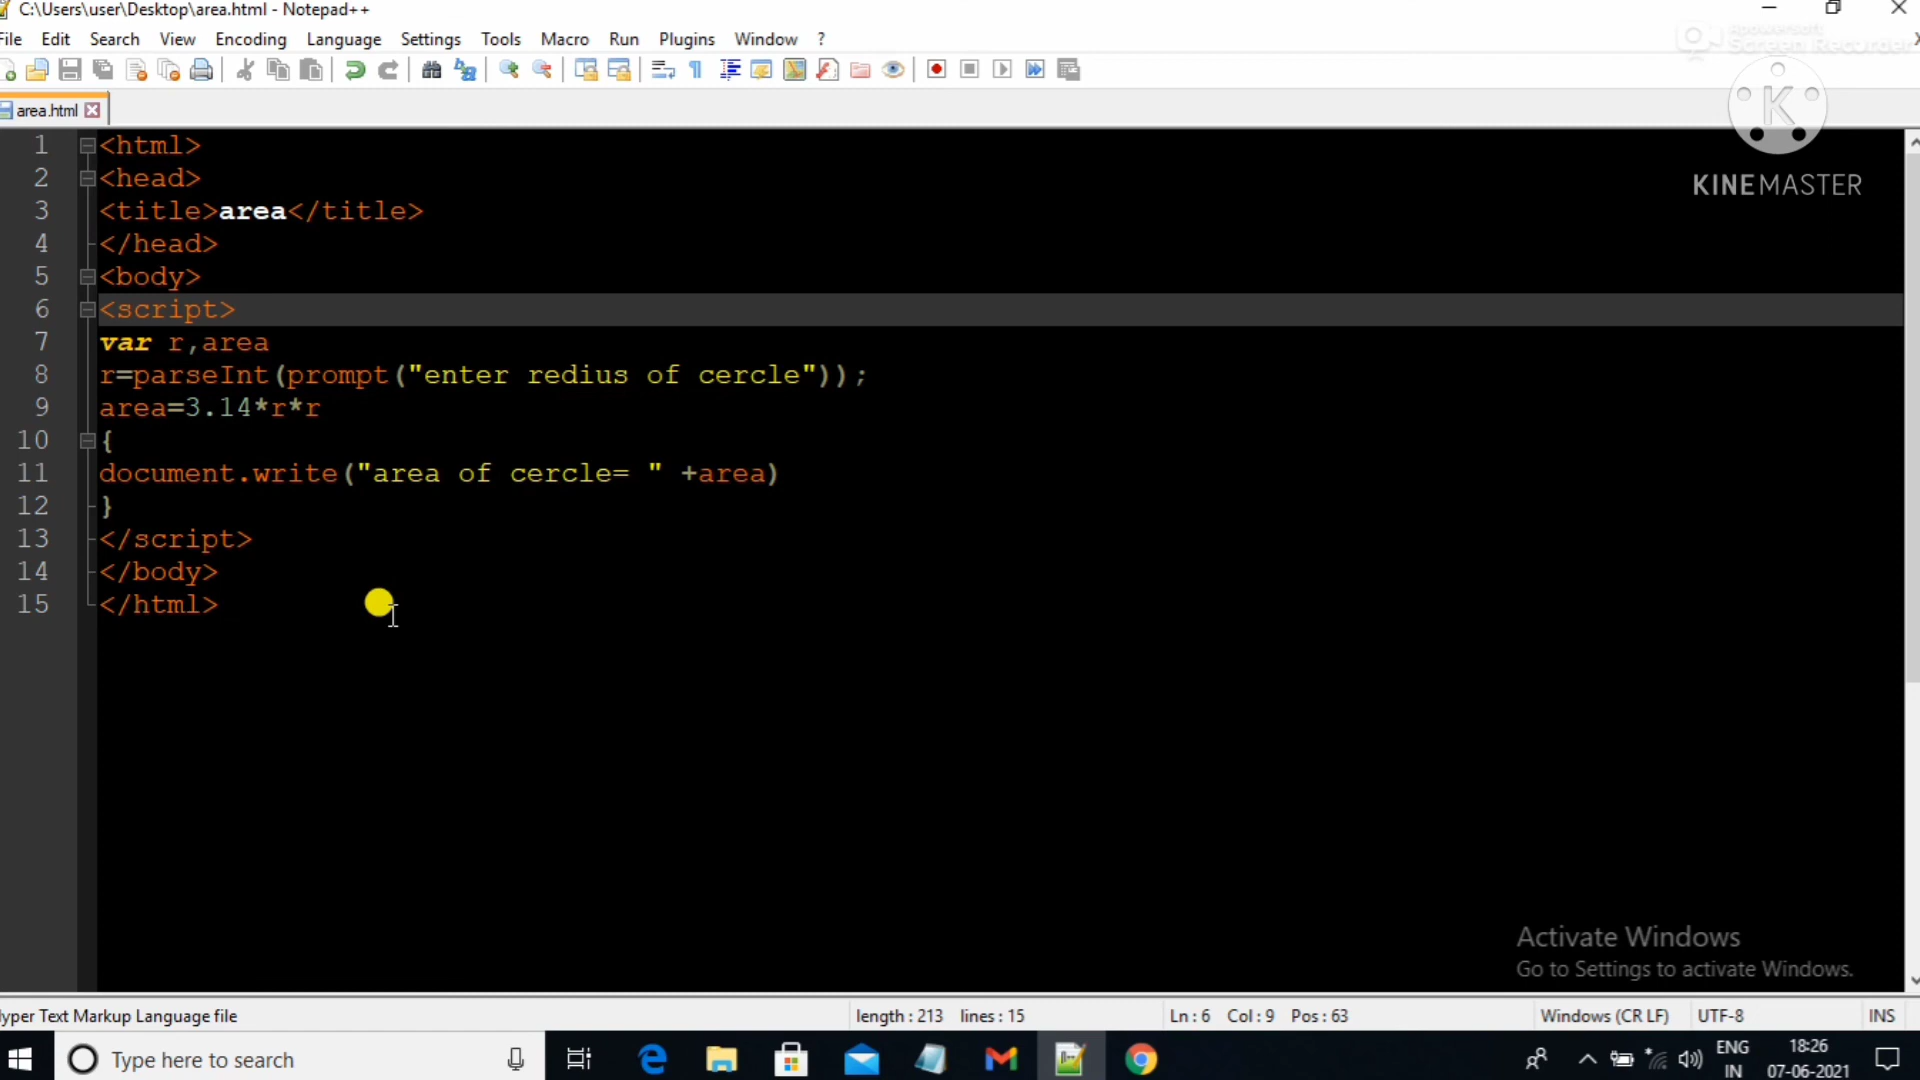 C:\Users\user\Desktop\area.html - Notepad++
File Edit Search View Encoding Language Settings Tools Macro Run Plugins Window ?
Apowersoft
Screen Recorder
K
KINEMASTER
area.html
1 <html>
2 <head>
3 <title>area</title>
4 </head>
5 <body>
6 <script>
7 var r,area
8 r=parseInt(prompt("enter redius of cercle"));
9 area=3.14*r*r
10 {
11 document.write("area of cercle= " +area)
12 }
13 </script>
14 </body>
15 </html>
Activate Windows
Go to Settings to activate Windows.
yper Text Markup Language file length : 213 lines : 15 Ln : 6 Col : 9 Pos : 63 Windows (CR LF) UTF-8 INS
Type here to search
ENG
IN
18:26
07-06-2021